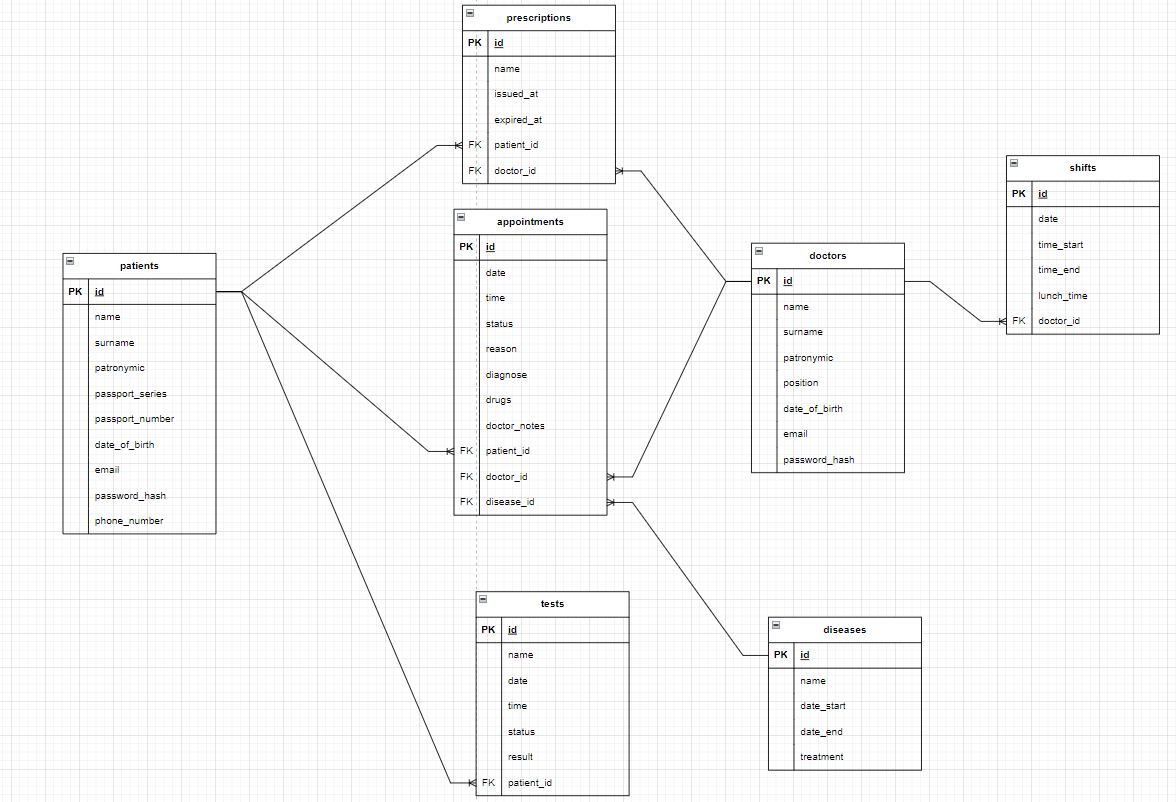 prescriptions
PK id
name
issued_at
expired_at
FK patient_id
FK doctor_id
appointments
PK id
date
time
status
reason
diagnose
drugs
doctor_notes
FK patient_id
FK doctor_id
FK disease_id
patients
PK id
name
surname
patronymic
passport_series
passport_number
date_of_birth
email
password_hash
phone_number
doctors
PK id
name
surname
patronymic
position
date_of_birth
email
password_hash
shifts
PK id
date
time_start
time_end
lunch_time
FK doctor_id
tests
PK id
name
date
time
status
result
FK patient_id
diseases
PK id
name
date_start
date_end
treatment